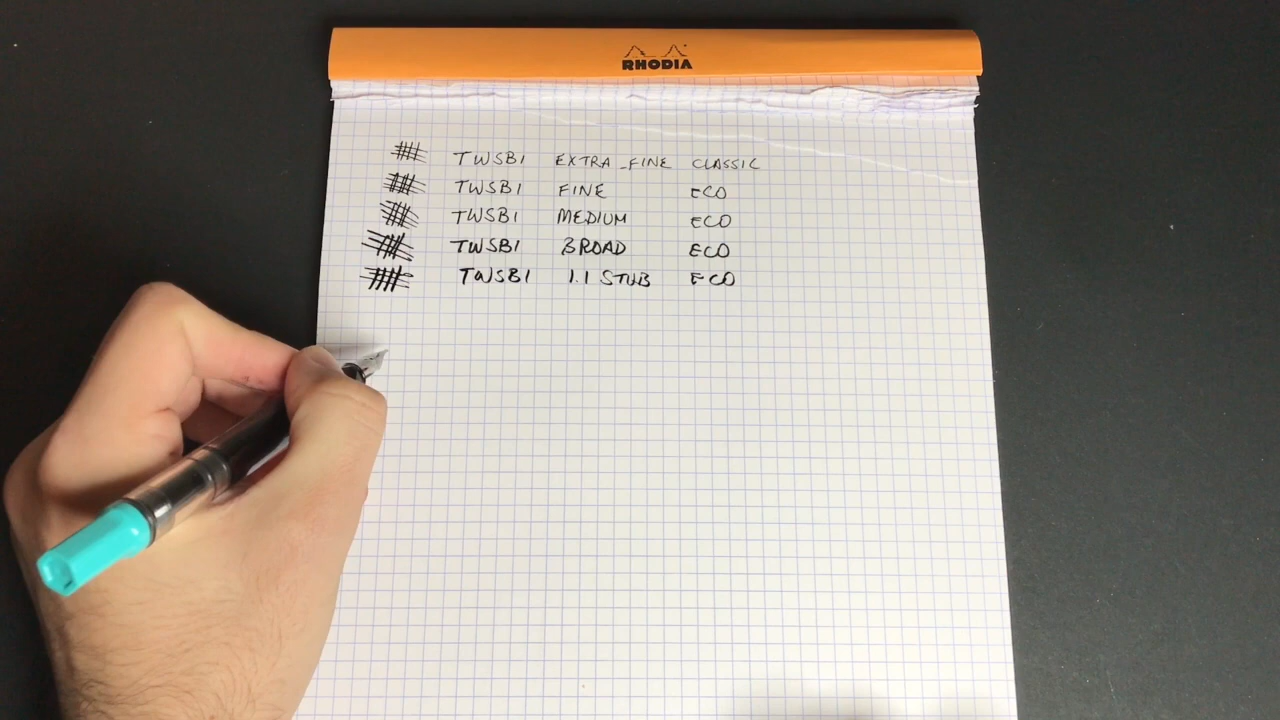 RHODIA
TWSBI EXTRA-FINE CLASSIC
TWSBI FINE ECO
TWSBI MEDIUM ECO
TWSBI BROAD ECO
TWSBI 1.1 STUB ECO